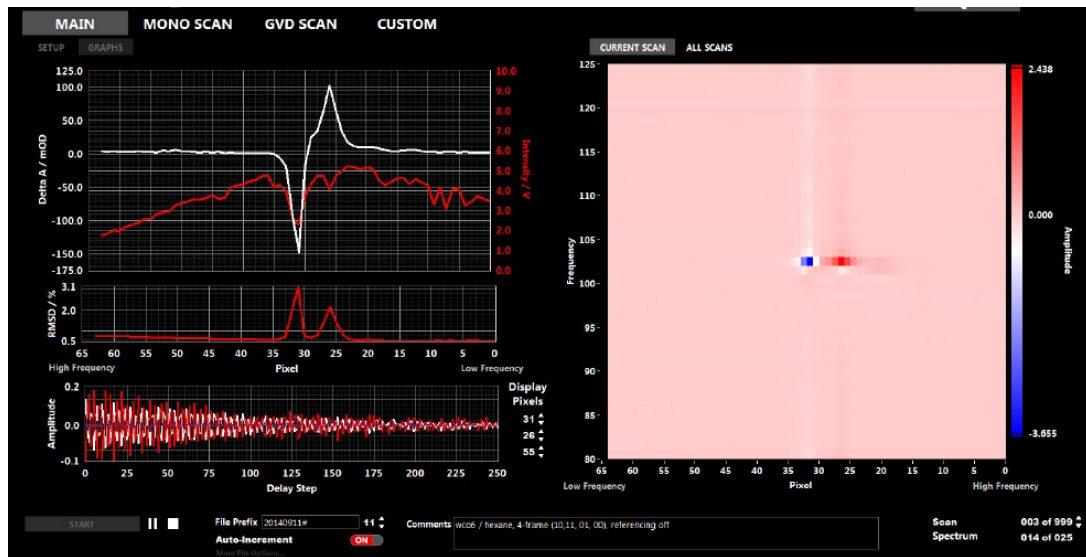 MAIN MONO SCAN GVD SCAN CUSTOM
SETUP GRAPHS
CURRENT SCAN ALL SCANS
125.0
100.0
50.0
0.0
-50.0
-100.0
-150.0
-175.0
Delta A / mOD
10.0
9.0
8.0
7.0
6.0
5.0
4.0
3.0
2.0
1.0
0.0
Intensity / V
3.1
2.0
0.5
RMSD / %
65 60 55 50 45 40 35 30 25 20 15 10 5 0
High Frequency Pixel Low Frequency
0.2
0.0
-0.1
Amplitude
0 25 50 75 100 125 150 175 200 225 250
Delay Step
Display
Pixels
31
26
55
125
120
115
110
105
100
95
90
85
80
Frequency
65 60 55 50 45 40 35 30 25 20 15 10 5 0
Low Frequency Pixel High Frequency
2.438
0.000
-3.655
Amplitude
START
File Prefix 20140911# 11
Auto-Increment ON
More File Options...
Comments wco6 / hexane, 4-frame (10,11, 01, 00), referencing off
Scan 003 of 999
Spectrum 014 of 025